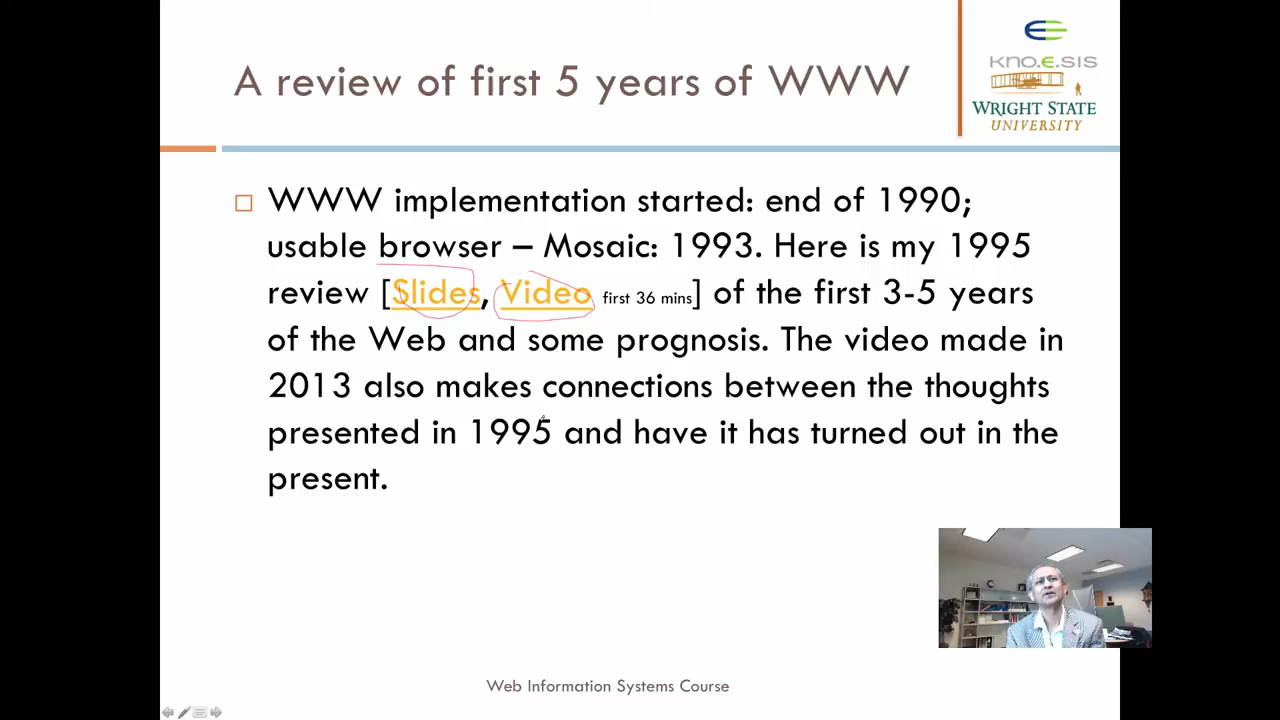 A review of first 5 years of WWW
KNO.E.SIS
WRIGHT STATE
UNIVERSITY
WWW implementation started: end of 1990;
usable browser – Mosaic: 1993. Here is my 1995
review [Slides, Video first 36 mins] of the first 3-5 years
of the Web and some prognosis. The video made in
2013 also makes connections between the thoughts
presented in 1995 and have it has turned out in the
present.
Web Information Systems Course